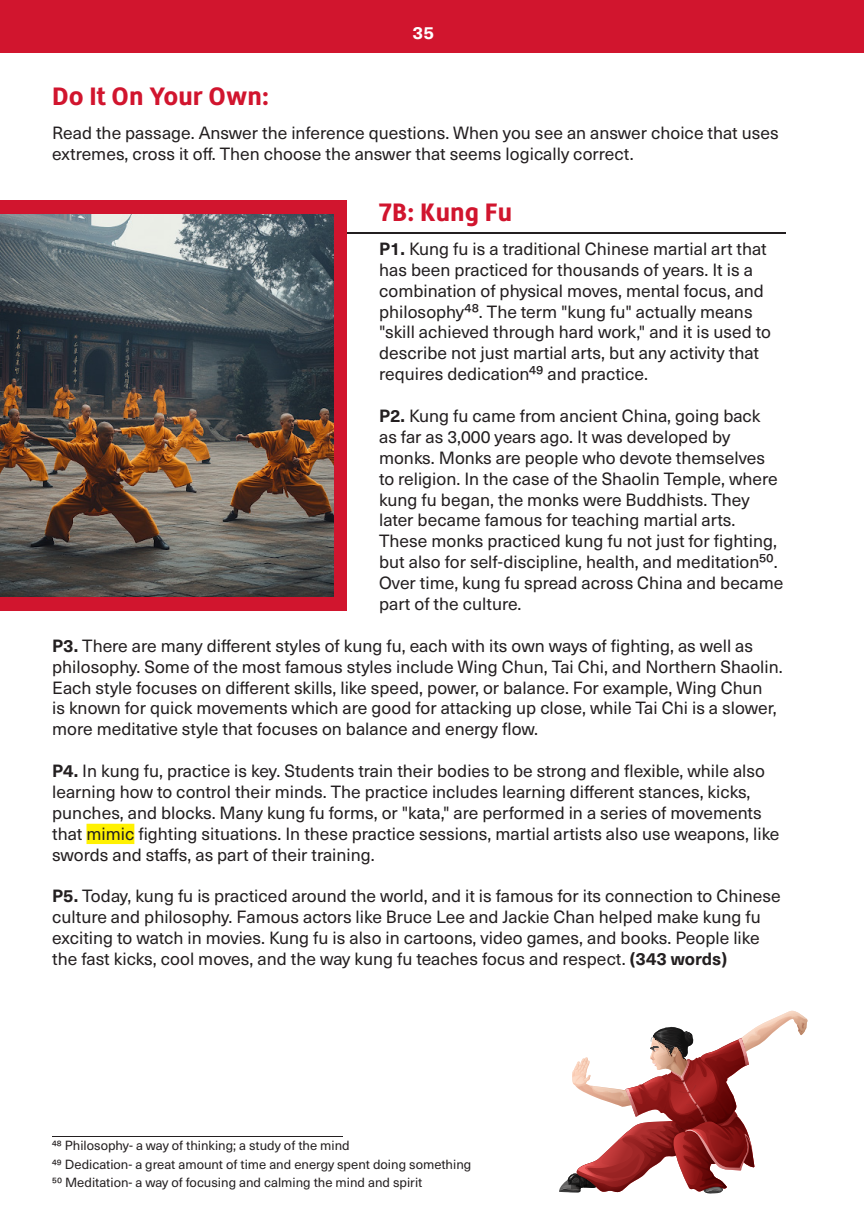 35
Do It On Your Own:
Read the passage. Answer the inference questions. When you see an answer choice that uses
extremes, cross it off. Then choose the answer that seems logically correct.
7B: Kung Fu
P1. Kung fu is a traditional Chinese martial art that
has been practiced for thousands of years. It is a
combination of physical moves, mental focus, and
philosophy⁴⁸. The term "kung fu" actually means
"skill achieved through hard work," and it is used to
describe not just martial arts, but any activity that
requires dedication⁴⁹ and practice.
P2. Kung fu came from ancient China, going back
as far as 3,000 years ago. It was developed by
monks. Monks are people who devote themselves
to religion. In the case of the Shaolin Temple, where
kung fu began, the monks were Buddhists. They
later became famous for teaching martial arts.
These monks practiced kung fu not just for fighting,
but also for self-discipline, health, and meditation⁵⁰.
Over time, kung fu spread across China and became
part of the culture.
P3. There are many different styles of kung fu, each with its own ways of fighting, as well as
philosophy. Some of the most famous styles include Wing Chun, Tai Chi, and Northern Shaolin.
Each style focuses on different skills, like speed, power, or balance. For example, Wing Chun
is known for quick movements which are good for attacking up close, while Tai Chi is a slower,
more meditative style that focuses on balance and energy flow.
P4. In kung fu, practice is key. Students train their bodies to be strong and flexible, while also
learning how to control their minds. The practice includes learning different stances, kicks,
punches, and blocks. Many kung fu forms, or "kata," are performed in a series of movements
that mimic fighting situations. In these practice sessions, martial artists also use weapons, like
swords and staffs, as part of their training.
P5. Today, kung fu is practiced around the world, and it is famous for its connection to Chinese
culture and philosophy. Famous actors like Bruce Lee and Jackie Chan helped make kung fu
exciting to watch in movies. Kung fu is also in cartoons, video games, and books. People like
the fast kicks, cool moves, and the way kung fu teaches focus and respect. (343 words)
⁴⁸ Philosophy- a way of thinking; a study of the mind
⁴⁹ Dedication- a great amount of time and energy spent doing something
⁵⁰ Meditation- a way of focusing and calming the mind and spirit